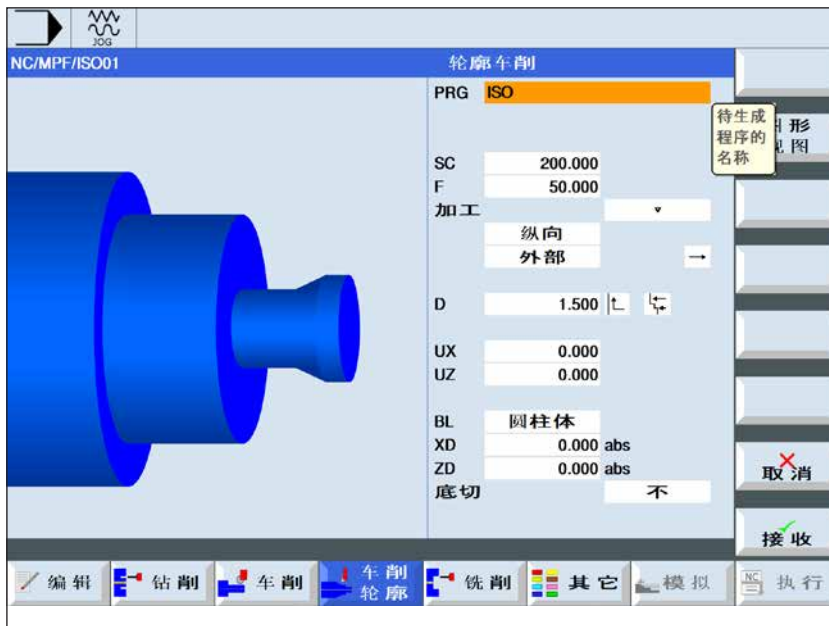 JOG
NC/MPF/ISO01
轮廓车削
PRG ISO
待生成
程序的
名称
形
视图
SC 200.000
F 50.000
加工 ▿
纵向
外部 →
D 1.500
UX 0.000
UZ 0.000
BL 圆柱体
XD 0.000 abs
ZD 0.000 abs
底切 不
取消
接收
编辑
钻削
车削
车削
轮廓
铣削
其它
模拟
NC
执行